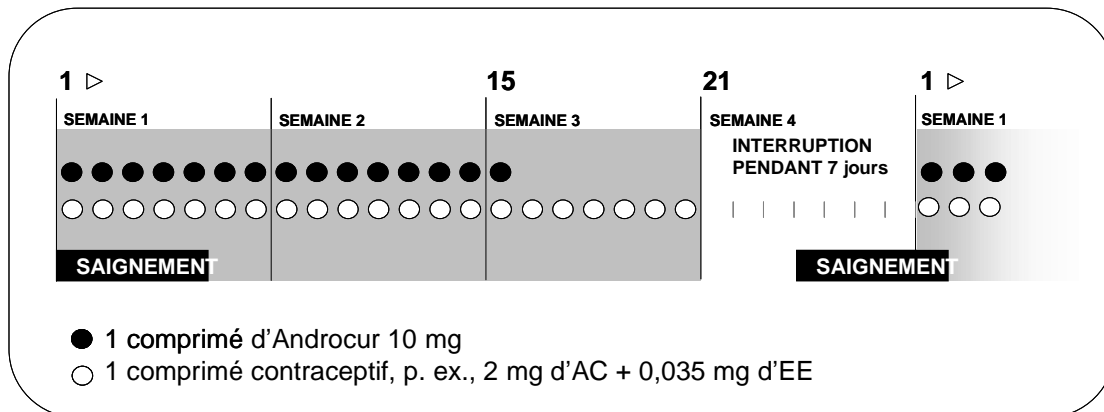 1 ▷ 15 21 1 ▷
SEMAINE 1 SEMAINE 2 SEMAINE 3 SEMAINE 4 SEMAINE 1
INTERRUPTION
PENDANT 7 jours
SAIGNEMENT SAIGNEMENT
1 comprimé d’Androcur 10 mg
1 comprimé contraceptif, p. ex., 2 mg d’AC + 0,035 mg d’EE